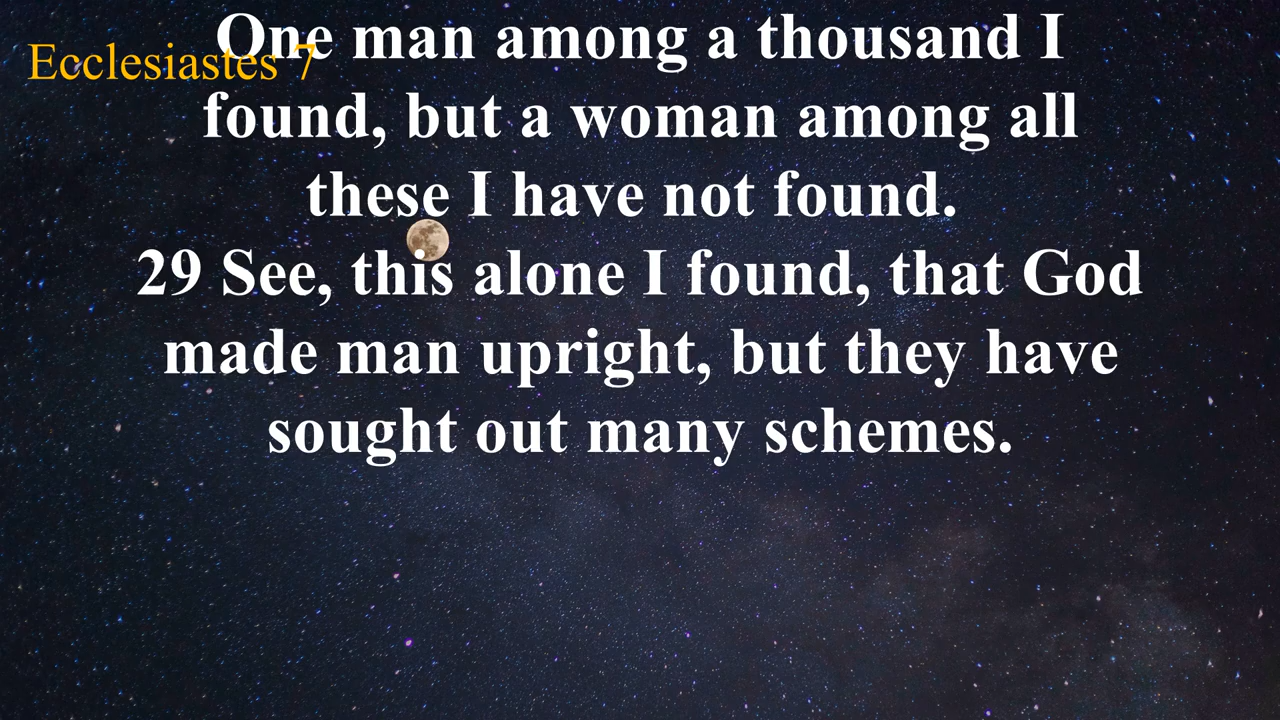 One man among a thousand I
Ecclesiastes 7
found, but a woman among all
these I have not found.
29 See, this alone I found, that God
made man upright, but they have
sought out many schemes.